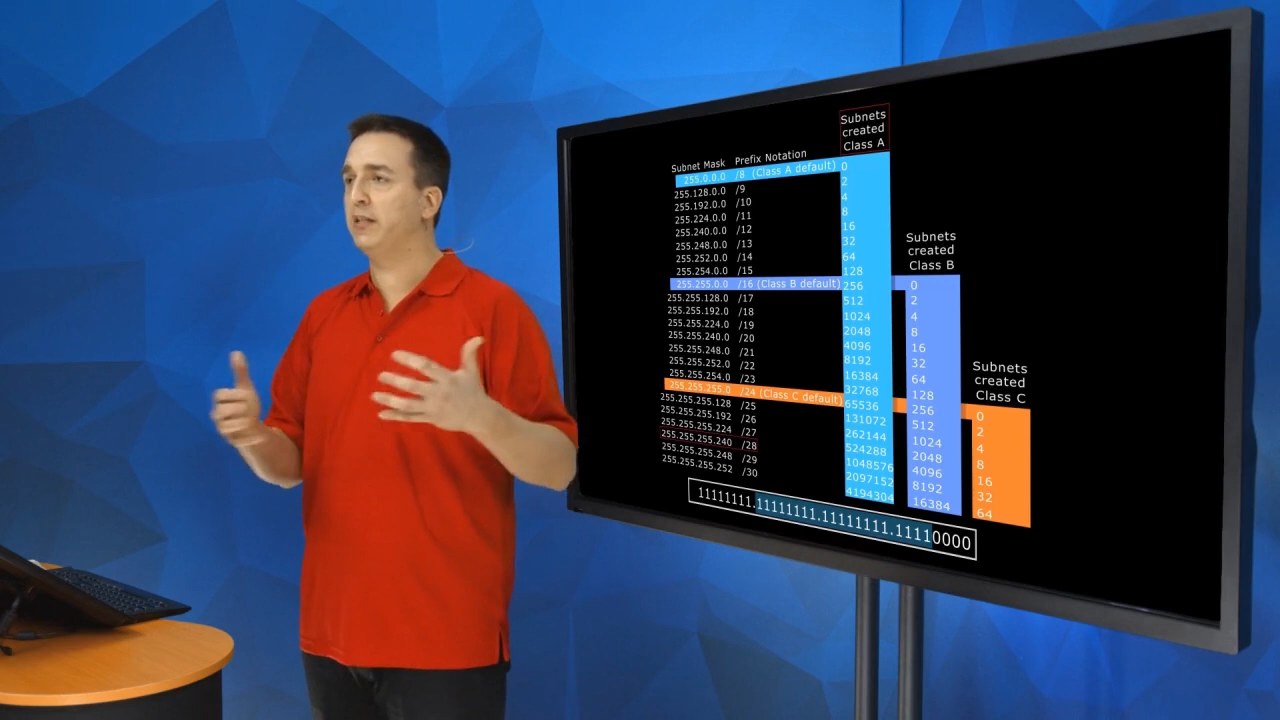 Subnets
created
Class A
Subnet Mask Prefix Notation
255.0.0.0 /8 (Class A default) 0
255.128.0.0 /9 2
255.192.0.0 /10 4
255.224.0.0 /11 8
255.240.0.0 /12 16
255.248.0.0 /13 32
255.252.0.0 /14 64
255.254.0.0 /15 128
Subnets
created
Class B
255.255.0.0 /16 (Class B default) 256 0
255.255.128.0 /17 512 2
255.255.192.0 /18 1024 4
255.255.224.0 /19 2048 8
255.255.240.0 /20 4096 16
255.255.248.0 /21 8192 32
255.255.252.0 /22 16384 64
255.255.254.0 /23 32768 128
Subnets
created
Class C
255.255.255.0 /24 (Class C default) 65536 256 0
255.255.255.128 /25 131072 512 2
255.255.255.192 /26 262144 1024 4
255.255.255.224 /27 524288 2048 8
255.255.255.240 /28 1048576 4096 16
255.255.255.248 /29 2097152 8192 32
255.255.255.252 /30 4194304 16384 64
11111111.11111111.11111111.11110000